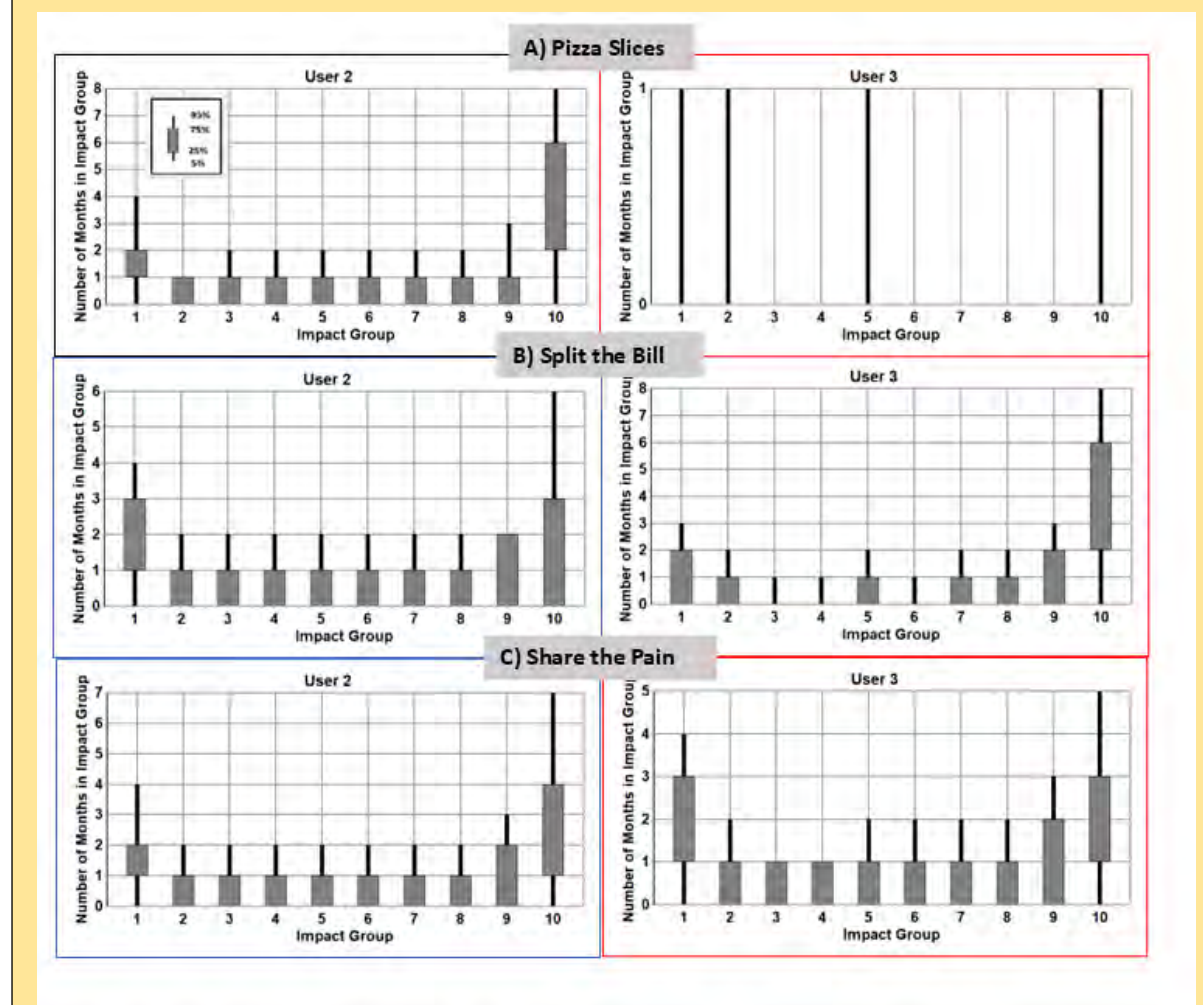 A) Pizza Slices
User 2
Number of Months in Impact Group
8
7
6
5
4
3
2
1
0
95%
75%
25%
5%
1 2 3 4 5 6 7 8 9 10
Impact Group
User 3
Number of Months in Impact Group
1
0
1 2 3 4 5 6 7 8 9 10
Impact Group
B) Split the Bill
User 2
Number of Months in Impact Group
6
5
4
3
2
1
0
1 2 3 4 5 6 7 8 9 10
Impact Group
User 3
Number of Months in Impact Group
8
7
6
5
4
3
2
1
0
1 2 3 4 5 6 7 8 9 10
Impact Group
C) Share the Pain
User 2
Number of Months in Impact Group
7
6
5
4
3
2
1
0
1 2 3 4 5 6 7 8 9 10
Impact Group
User 3
Number of Months in Impact Group
5
4
3
2
1
0
1 2 3 4 5 6 7 8 9 10
Impact Group